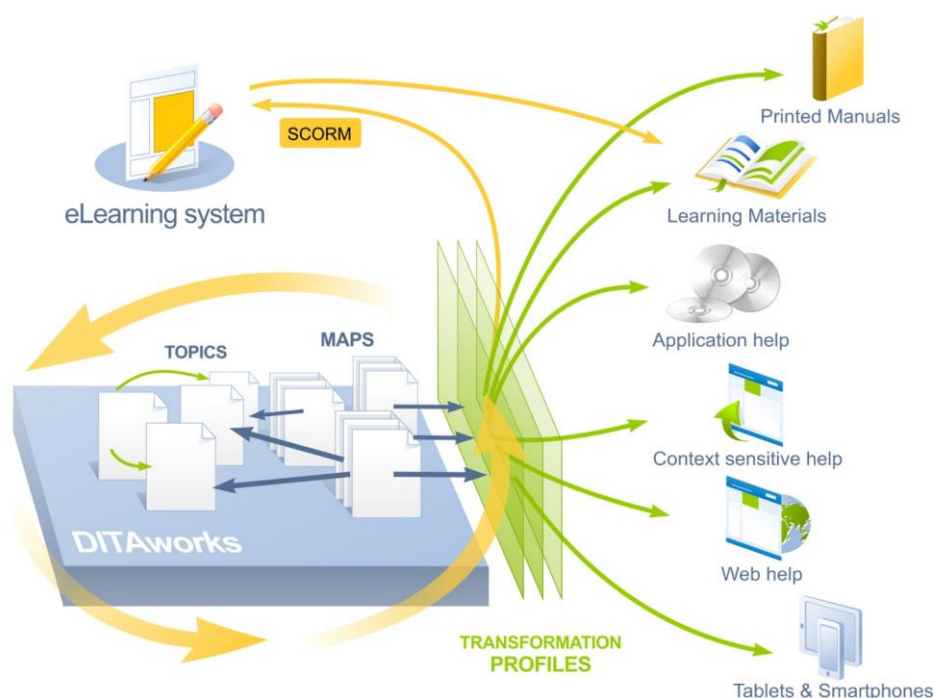 Printed Manuals
SCORM
eLearning system
Learning Materials
Application help
TOPICS
MAPS
Context sensitive help
DITAworks
Web help
TRANSFORMATION
PROFILES
Tablets & Smartphones